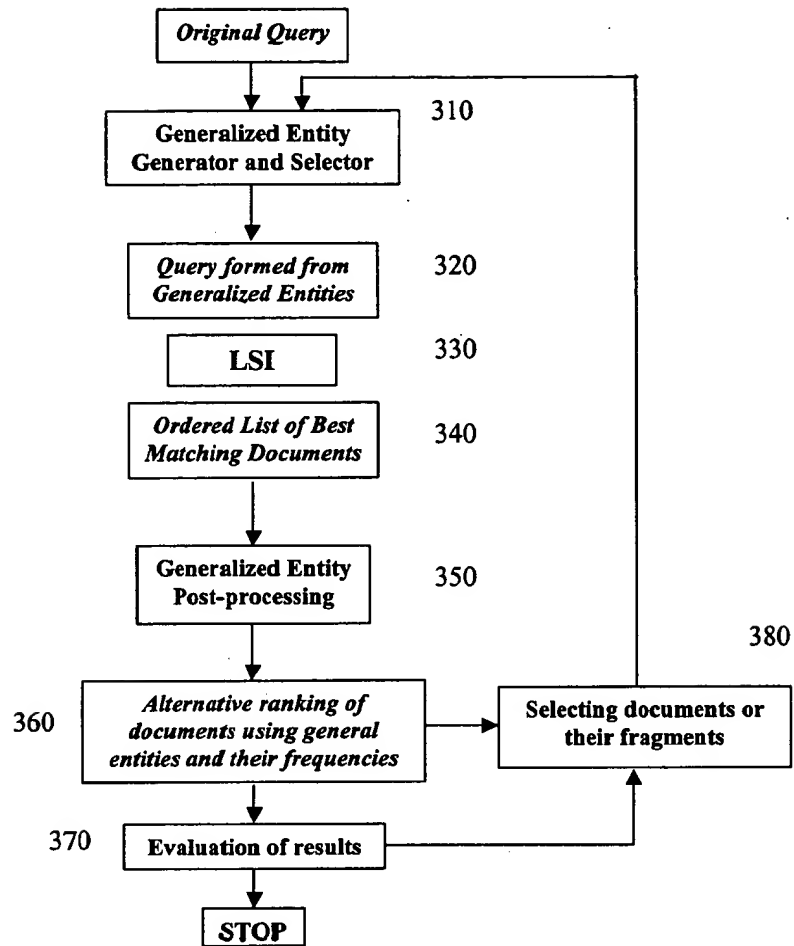 Original Query
310
Generalized Entity
Generator and Selector
320
Query formed from
Generalized Entities
330
LSI
340
Ordered List of Best
Matching Documents
350
Generalized Entity
Post-processing
380
360
Alternative ranking of
documents using general
entities and their frequencies
Selecting documents or
their fragments
370
Evaluation of results
STOP